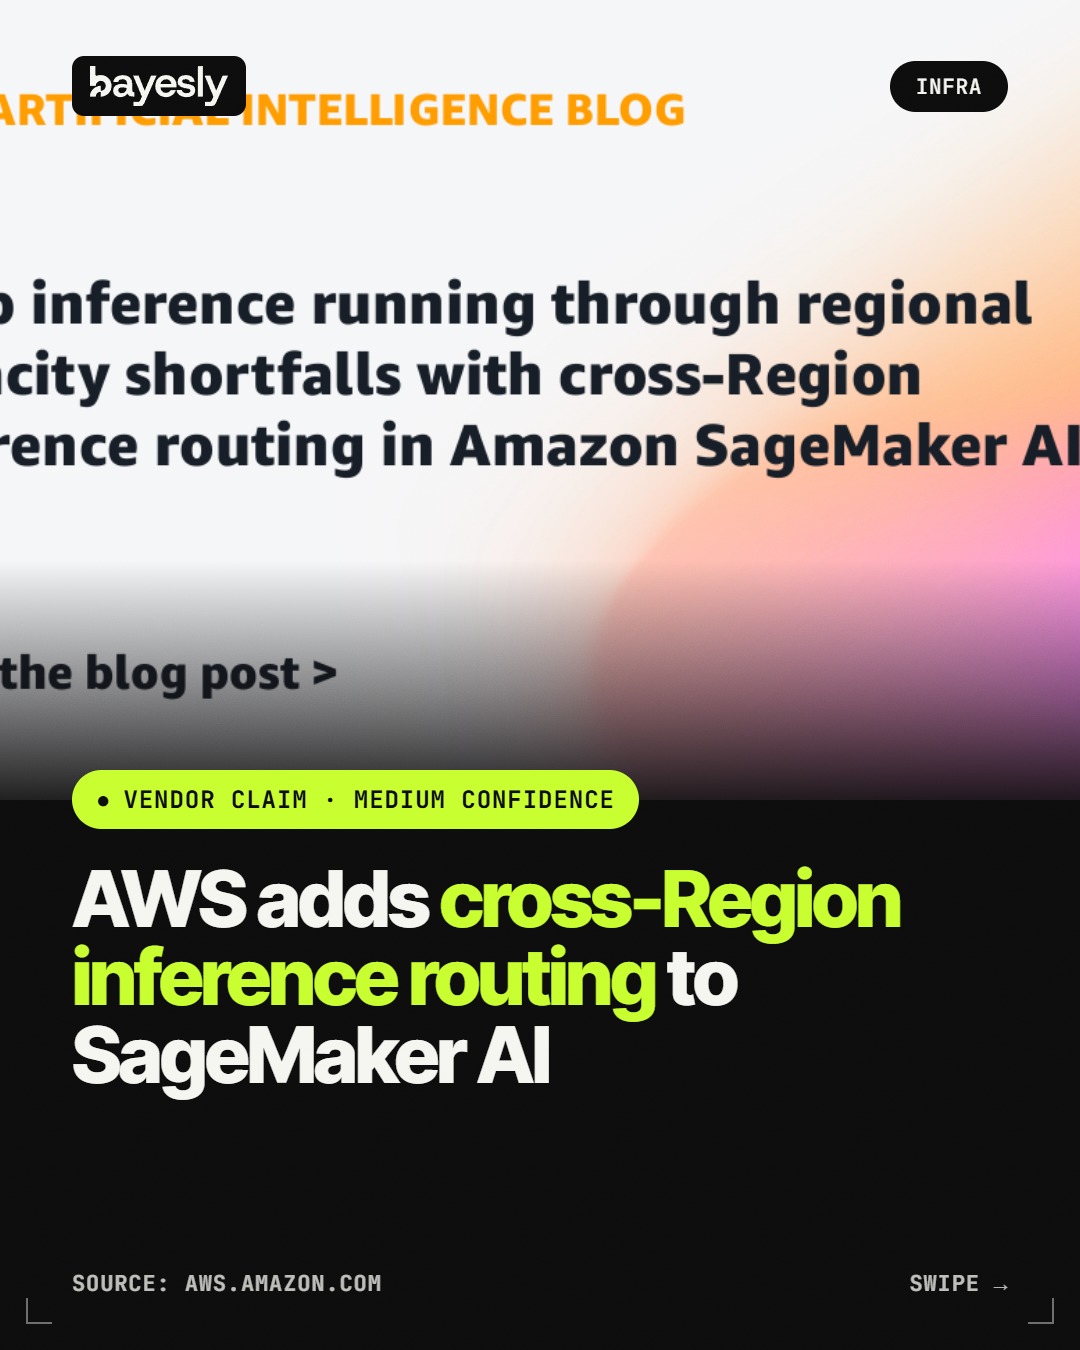 bayesly
INFRA
INTELLIGENCE BLOG
inference running through regional
shortfalls with cross-Region
routing in Amazon SageMaker AI
the blog post >
• VENDOR CLAIM · MEDIUM CONFIDENCE
AWS adds cross-Region
inference routing to
SageMaker AI
SOURCE: AWS.AMAZON.COM
SWIPE →